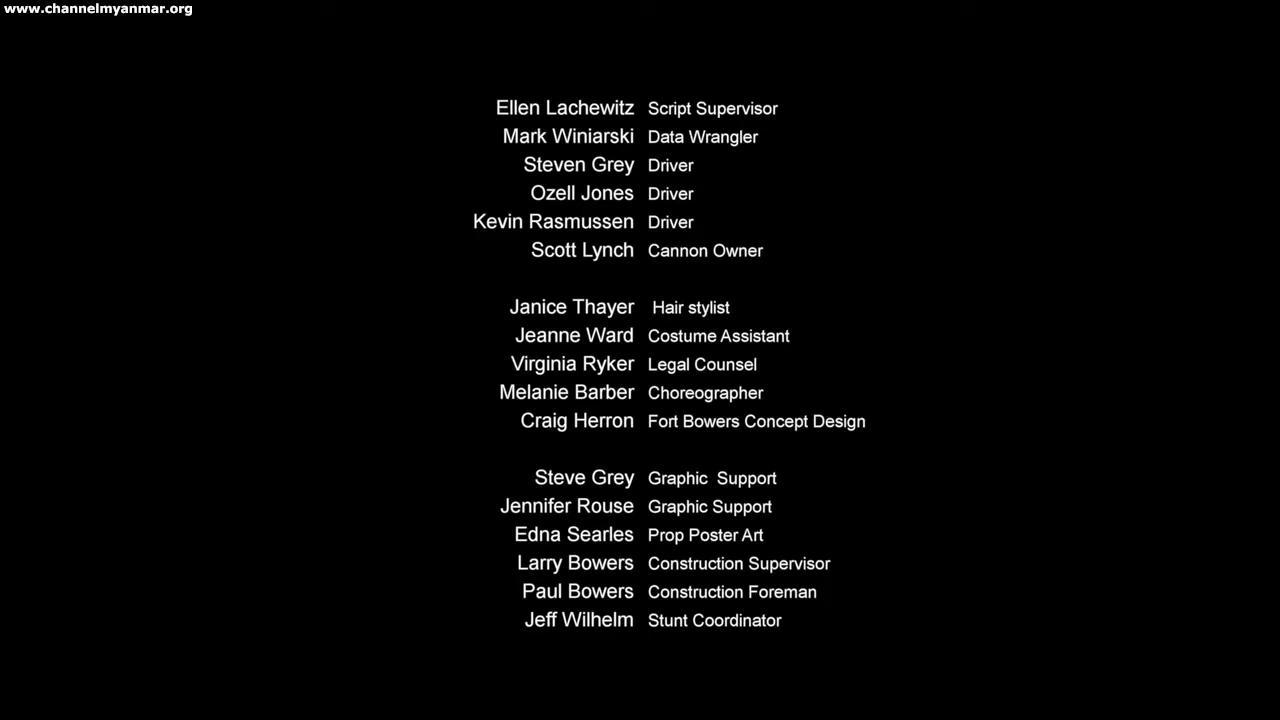 www.channelmyanmar.org
Ellen Lachewitz Script Supervisor
Mark Winiarski Data Wrangler
Steven Grey Driver
Ozell Jones Driver
Kevin Rasmussen Driver
Scott Lynch Cannon Owner
Janice Thayer Hair stylist
Jeanne Ward Costume Assistant
Virginia Ryker Legal Counsel
Melanie Barber Choreographer
Craig Herron Fort Bowers Concept Design
Steve Grey Graphic  Support
Jennifer Rouse Graphic Support
Edna Searles Prop Poster Art
Larry Bowers Construction Supervisor
Paul Bowers Construction Foreman
Jeff Wilhelm Stunt Coordinator